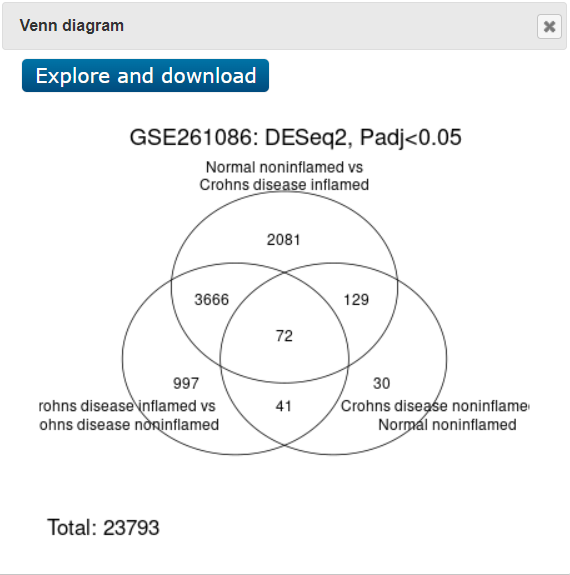 Venn diagram
Explore and download
GSE261086: DESeq2, Padj<0.05
Normal noninflamed vs
Crohns disease inflamed
2081
3666
129
72
997
30
rohns disease inflamed vs
41
Crohns disease noninflame
ohns disease noninflamed
Normal noninflamed
Total: 23793